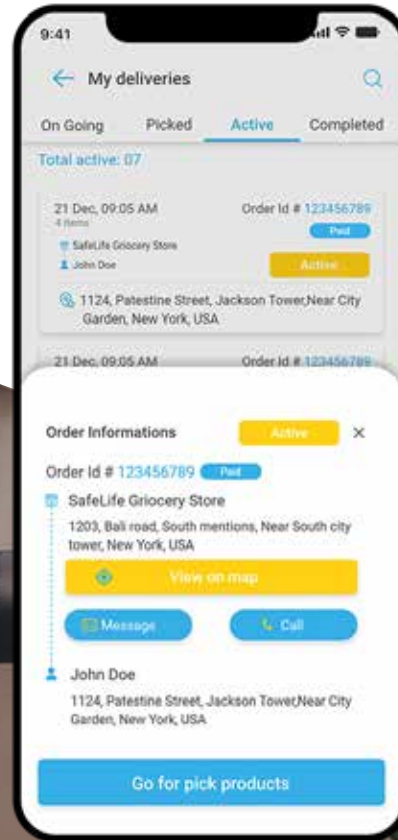 9:41
My deliveries
On Going Picked Active Completed
Total active: 07
21 Dec, 09:05 AM Order Id # 123456789
4 items Paid
SafeLife Griocery Store
John Doe Active
1124, Patestine Street, Jackson Tower,Near City
Garden, New York, USA
21 Dec, 09:05 AM Order Id # 123456789
Order Informations Active
Order Id # 123456789 Paid
SafeLife Griocery Store
1203, Bali road, South mentions, Near South city
tower, New York, USA
View on map
Message Call
John Doe
1124, Patestine Street, Jackson Tower,Near City
Garden, New York, USA
Go for pick products